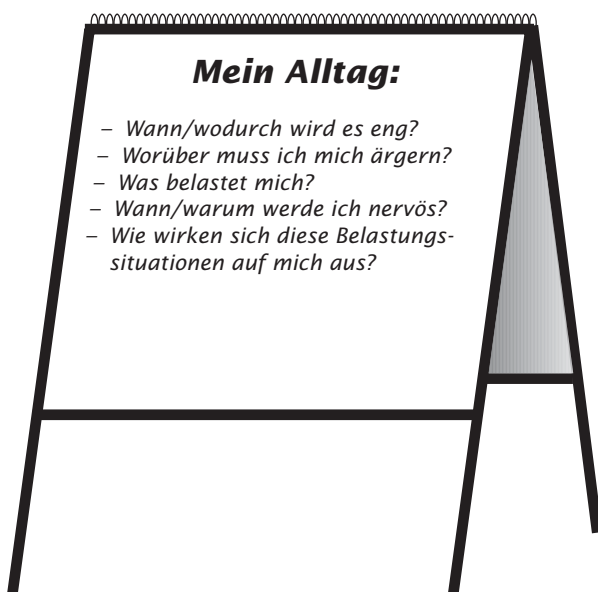 Mein Alltag:
– Wann/wodurch wird es eng?
– Worüber muss ich mich ärgern?
– Was belastet mich?
– Wann/warum werde ich nervös?
– Wie wirken sich diese Belastungs-
situationen auf mich aus?